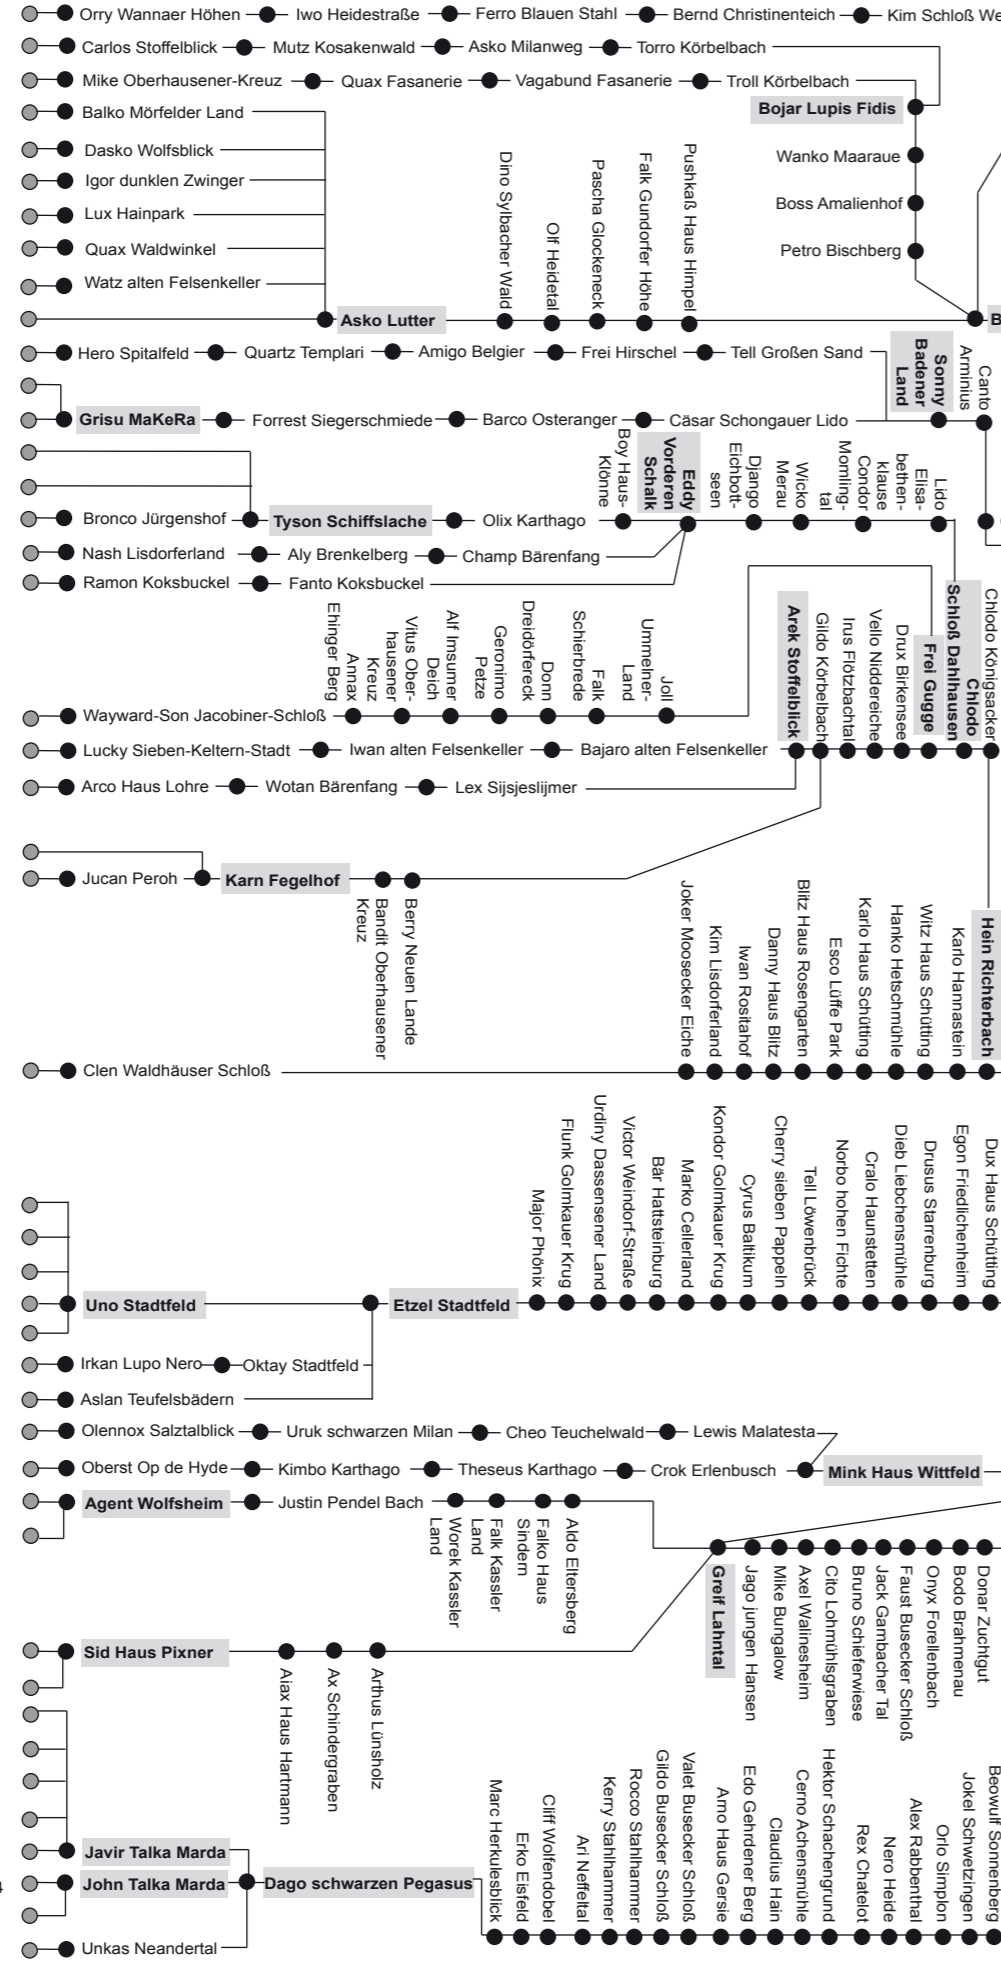 Orry Wannaer Höhen Iwo Heidestraße Ferro Blauen Stahl Bernd Christinenteich Kim Schloß We
Carlos Stoffelblick Mutz Kosakenwald Asko Milanweg Torro Körbelbach
Mike Oberhausener-Kreuz Quax Fasanerie Vagabund Fasanerie Troll Körbelbach
Balko Mörfelder Land
Bojar Lupis Fidis
Dasko Wolfsblick
Wanko Maaraue
Igor dunklen Zwinger
Lux Hainpark
Boss Amalienhof
Quax Waldwinkel
Petro Bischberg
Watz alten Felsenkeller
Dino Sylbacher Wald
Olf Heidetal
Pascha Glockeneck
Falk Gundorfer Höhe
Pushkaß Haus Himpel
Asko Lutter
B
Hero Spitalfeld Quartz Templari Amigo Belgier Frei Hirschel Tell Großen Sand
Sonny
Badener
Land
Canto
Arminius
Grisu MaKeRa Forrest Siegerschmiede Barco Osteranger Cäsar Schongauer Lido
Boy Haus-
Klönne
Eddy
Vorderen
Schalk
Django
Eichbott-
seen
Wicko
Merau
Condor
Momling-
tal
Lido
Elisa-
bethen-
klause
Bronco Jürgenshof Tyson Schiffslache Olix Karthago
Nash Lisdorferland Aly Brenkelberg Champ Bärenfang
Ramon Koksbuckel Fanto Koksbuckel
Annax
Ehinger Berg
Vitus Ober-
hausener
Kreuz
Alf Imsumer
Deich
Geronimo
Petze
Donn
Dreidörfereck
Falk
Schierbrede
Joll
Ummelner-
Land
Arek Stoffelblick
Gildo Körbelbach
Irus Flötzbachtal
Vello Niddereiche
Drux Birkensee
Frei Gugge
Chlodo
Schloß Dahlhausen
Chlodo Königsacker
Wayward-Son Jacobiner-Schloß
Lucky Sieben-Keltern-Stadt Iwan alten Felsenkeller Bajaro alten Felsenkeller
Arco Haus Lohre Wotan Bärenfang Lex Sijsjeslijmer
Jucan Peroh Karn Fegelhof
Bandit Oberhausener
Kreuz
Berry Neuen Lande
Joker Moosecker Eiche
Kim Lisdorferland
Iwan Rositahof
Danny Haus Blitz
Blitz Haus Rosengarten
Esco Lüffe Park
Karlo Haus Schütting
Hanko Hetschmühle
Witz Haus Schütting
Karlo Hannastein
Hein Richterbach
Clen Waldhäuser Schloß
Major Phönix
Flunk Golmkauer Krug
Urdiny Dassensener Land
Victor Weindorf-Straße
Bär Hattsteinburg
Marko Cellerland
Kondor Golmkauer Krug
Cyrus Baltikum
Cherry sieben Pappeln
Tell Löwenbrück
Norbo hohen Fichte
Cralo Haunstetten
Dieb Liebchensmühle
Drusus Starrenburg
Egon Friedlichenheim
Dux Haus Schütting
Uno Stadtfeld Etzel Stadtfeld
Irkan Lupo Nero Oktay Stadtfeld
Aslan Teufelsbädern
Olennox Salztalblick Uruk schwarzen Milan Cheo Teuchelwald Lewis Malatesta
Oberst Op de Hyde Kimbo Karthago Theseus Karthago Crok Erlenbusch Mink Haus Wittfeld
Agent Wolfsheim Justin Pendel Bach
Worek Kassler
Land
Falk Kassler
Land
Falko Haus
Sindern
Aldo Eltersberg
Greif Lahntal
Jago jungen Hansen
Mike Bungalow
Axel Walinesheim
Cito Lohmühlsgraben
Bruno Schieferwiese
Jack Gambacher Tal
Faust Busecker Schloß
Onyx Forellenbach
Bodo Brahmenau
Donar Zuchtgut
Sid Haus Pixner
Aiax Haus Hartmann
Ax Schindergraben
Arthus Lünsholz
Marc Herkulesblick
Erko Eisfeld
Cliff Wolfendobel
Ari Neffeltal
Kerry Stahlhammer
Rocco Stahlhammer
Gildo Busecker Schloß
Valet Busecker Schloß
Arno Haus Gersie
Edo Gehrdener Berg
Claudius Hain
Cerno Achensmühle
Hektor Schachengrund
Rex Chatelot
Nero Heide
Alex Rabbenthal
Orlo Simplon
Jokel Schwetzingen
Beowulf Sonnenberg
Javir Talka Marda
4
John Talka Marda Dago schwarzen Pegasus
Unkas Neandertal